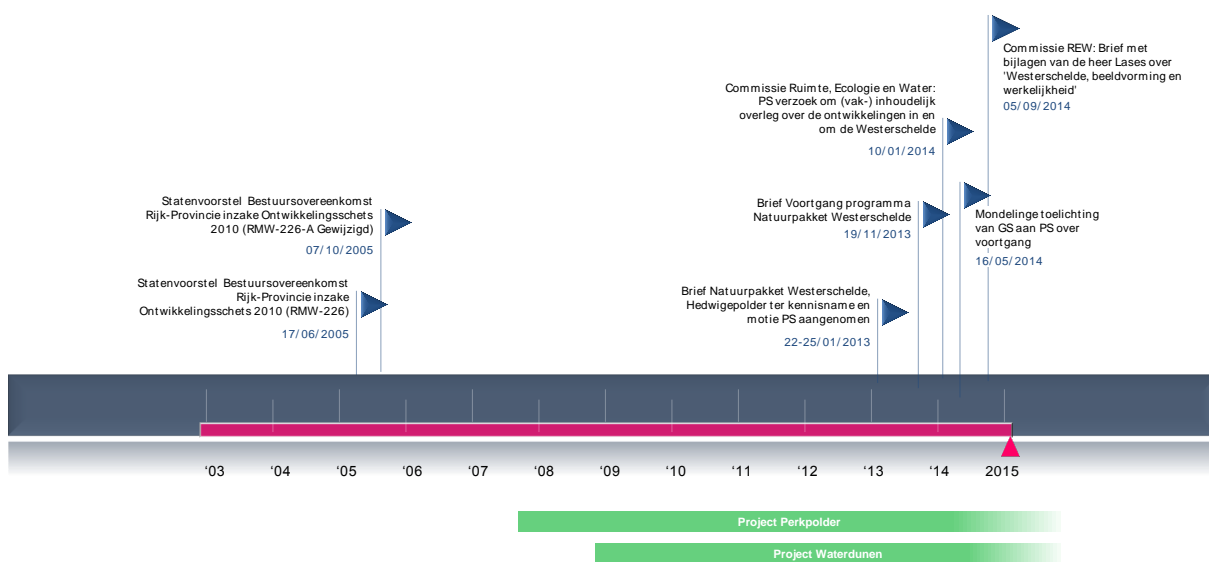 Commissie REW: Brief met
bijlagen van de heer Lases over
'Westerschelde, beeldvorming en
werkelijkheid'
05/09/2014
Commissie Ruimte, Ecologie en Water:
PS verzoek om (vak-) inhoudelijk
overleg over de ontwikkelingen in en
om de Westerschelde
10/01/2014
Statenvoorstel Bestuursovereenkomst
Rijk-Provincie inzake Ontwikkelingsschets
2010 (RMW-226-A Gewijzigd)
07/10/2005
Brief Voortgang programma
Natuurpakket Westerschelde
19/11/2013
Mondelinge toelichting
van GS aan PS over
voortgang
16/05/2014
Statenvoorstel Bestuursovereenkomst
Rijk-Provincie inzake
Ontwikkelingsschets 2010 (RMW-226)
17/06/2005
Brief Natuurpakket Westerschelde,
Hedwigepolder ter kennisname en
motie PS aangenomen
22-25/01/2013
‘03 ‘04 ‘05 ‘06 ‘07 ‘08 ‘09 ‘10 ‘11 ‘12 ‘13 ‘14 2015
Project Perkpolder
Project Waterdunen